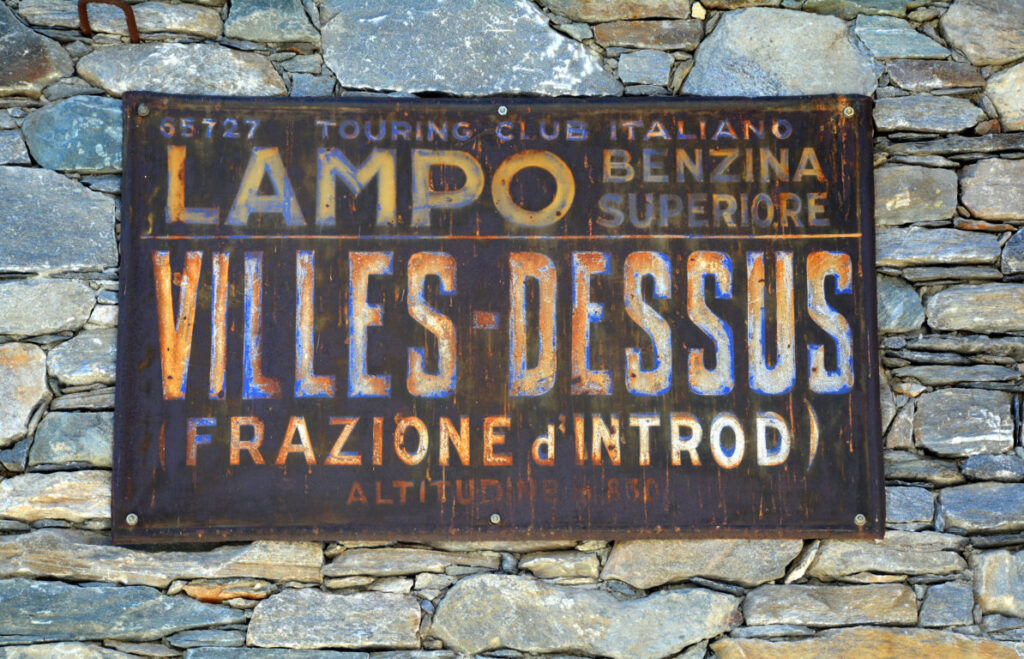 65727 TOURING CLUB ITALIANO
LAMPO BENZINA
SUPERIORE
VILLES-DESSUS
(FRAZIONE d'INTROD)
ALTITUDINE